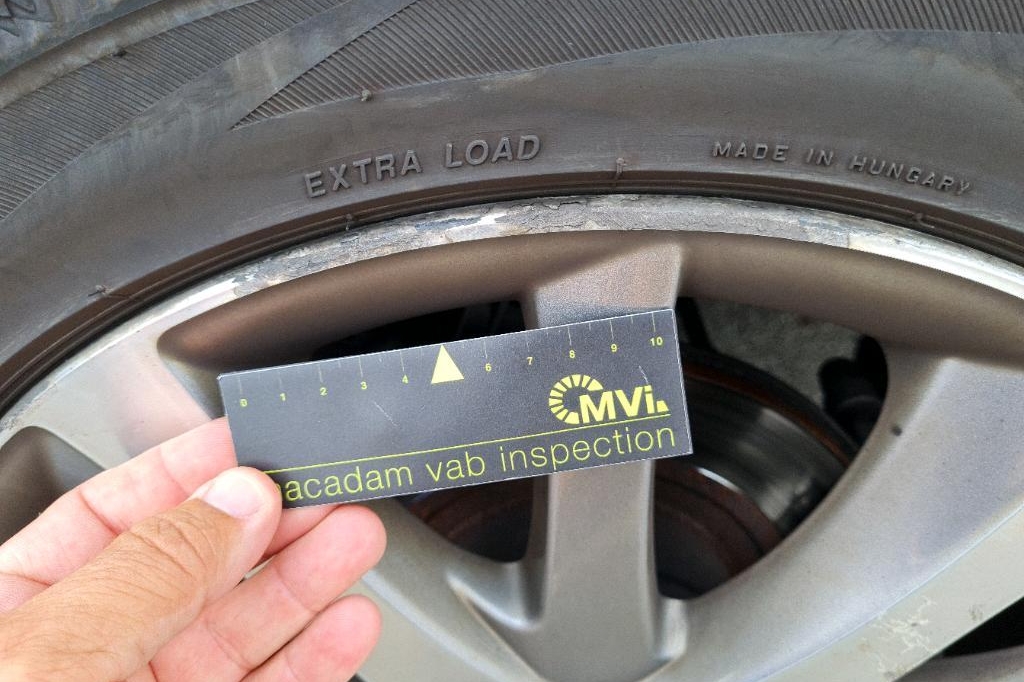 EXTRA LOAD
MADE IN HUNGARY
0 1 2 3 4 6 7 8 9 10
MVi.
acadam vab inspection